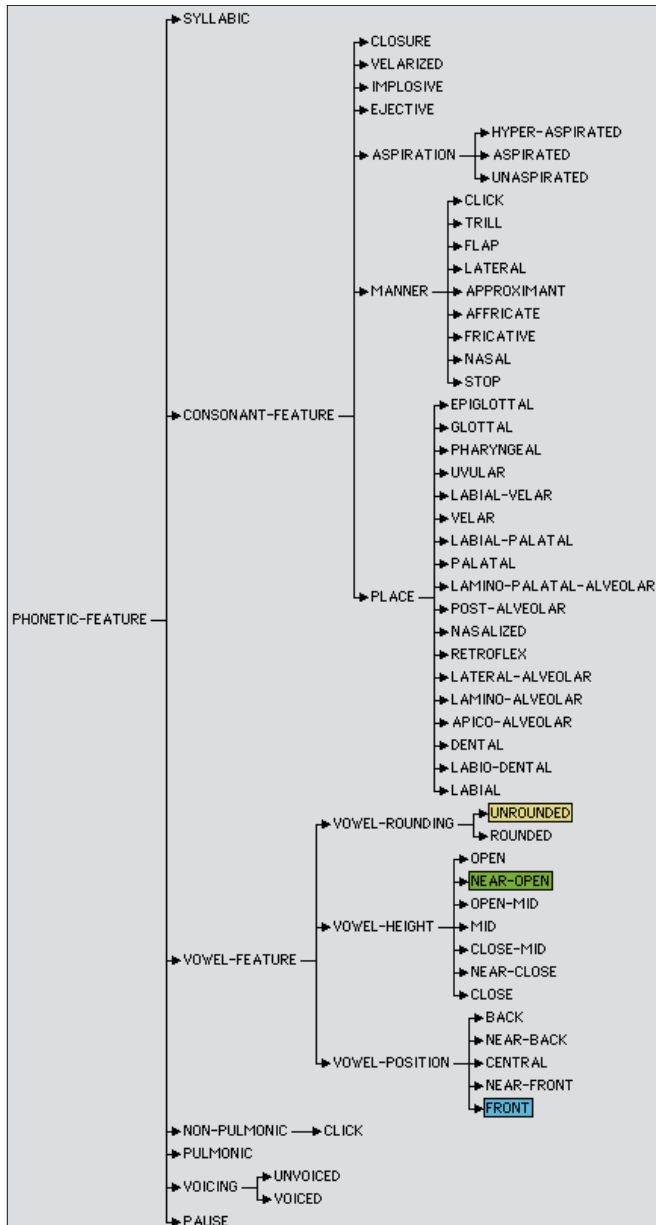 SYLLABIC
CLOSURE
VELARIZED
IMPLOSIVE
EJECTIVE
HYPER-ASPIRATED
ASPIRATION
ASPIRATED
UNASPIRATED
CLICK
TRILL
FLAP
LATERAL
MANNER
APPROXIMANT
AFFRICATE
FRICATIVE
NASAL
STOP
EPIGLOTTAL
CONSONANT-FEATURE
GLOTTAL
PHARYNGEAL
UVULAR
LABIAL-VELAR
VELAR
LABIAL-PALATAL
PALATAL
LAMINO-PALATAL-ALVEOLAR
PLACE
POST-ALVEOLAR
PHONETIC-FEATURE
NASALIZED
RETROFLEX
LATERAL-ALVEOLAR
LAMINO-ALVEOLAR
APICO-ALVEOLAR
DENTAL
LABIO-DENTAL
LABIAL
UNROUNDED
VOWEL-ROUNDING
ROUNDED
OPEN
NEAR-OPEN
OPEN-MID
VOWEL-HEIGHT
MID
CLOSE-MID
VOWEL-FEATURE
NEAR-CLOSE
CLOSE
BACK
NEAR-BACK
VOWEL-POSITION
CENTRAL
NEAR-FRONT
FRONT
NON-PULMONIC
CLICK
PULMONIC
UNVOICED
VOICING
VOICED
PAUSE